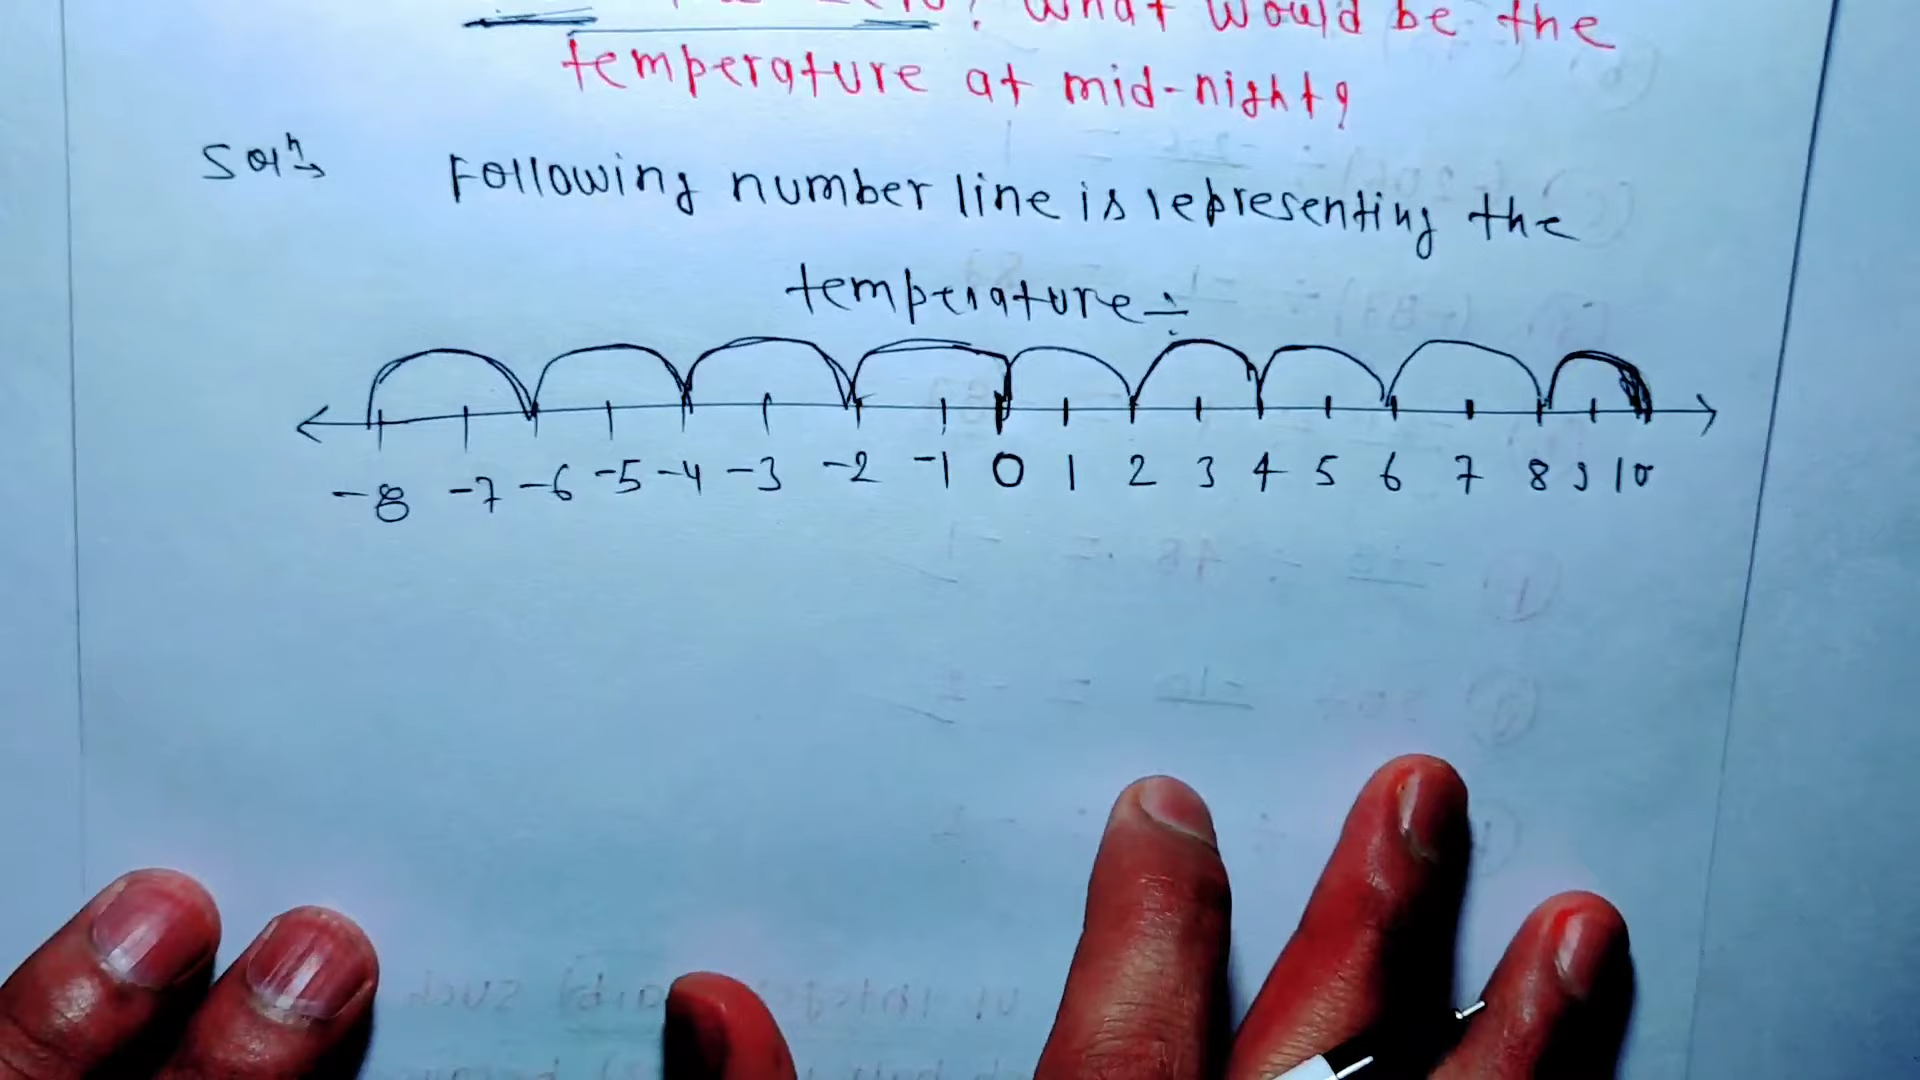 ? What would be the
temperature at mid-night?
Solⁿ→ Following number line is representing the
temperature :-
-8 -7 -6 -5 -4 -3 -2 -1 0 1 2 3 4 5 6 7 8 9 10